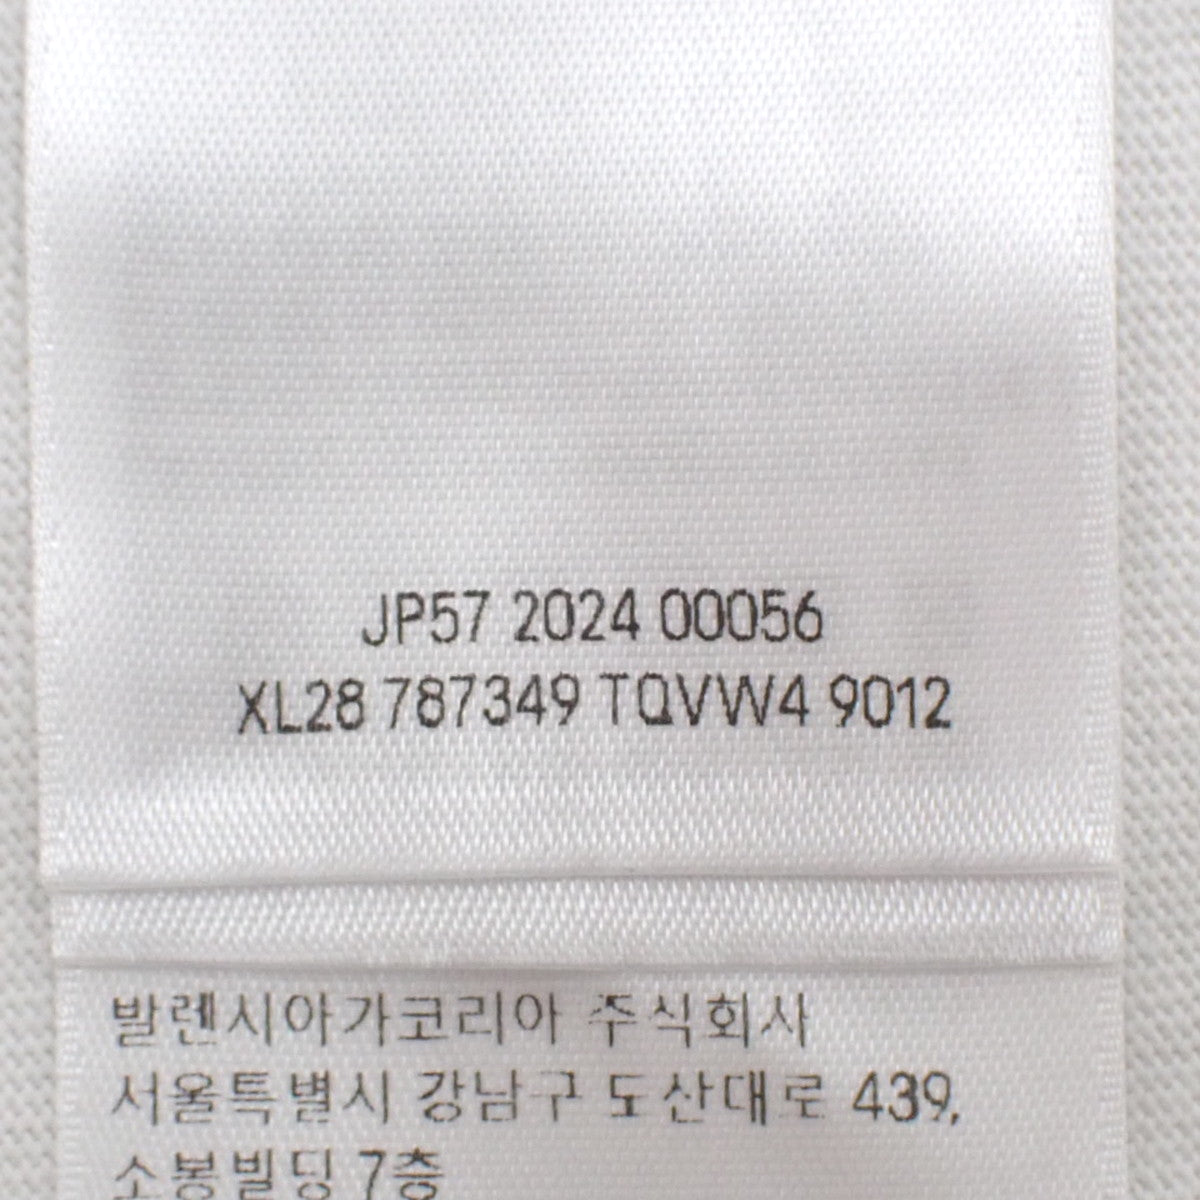 JP57 2024 00056
XL28 787349 TQVW4 9012
발렌시아가코리아 주식회사
서울특별시 강남구 도산대로 439,
소봉빌딩 7층